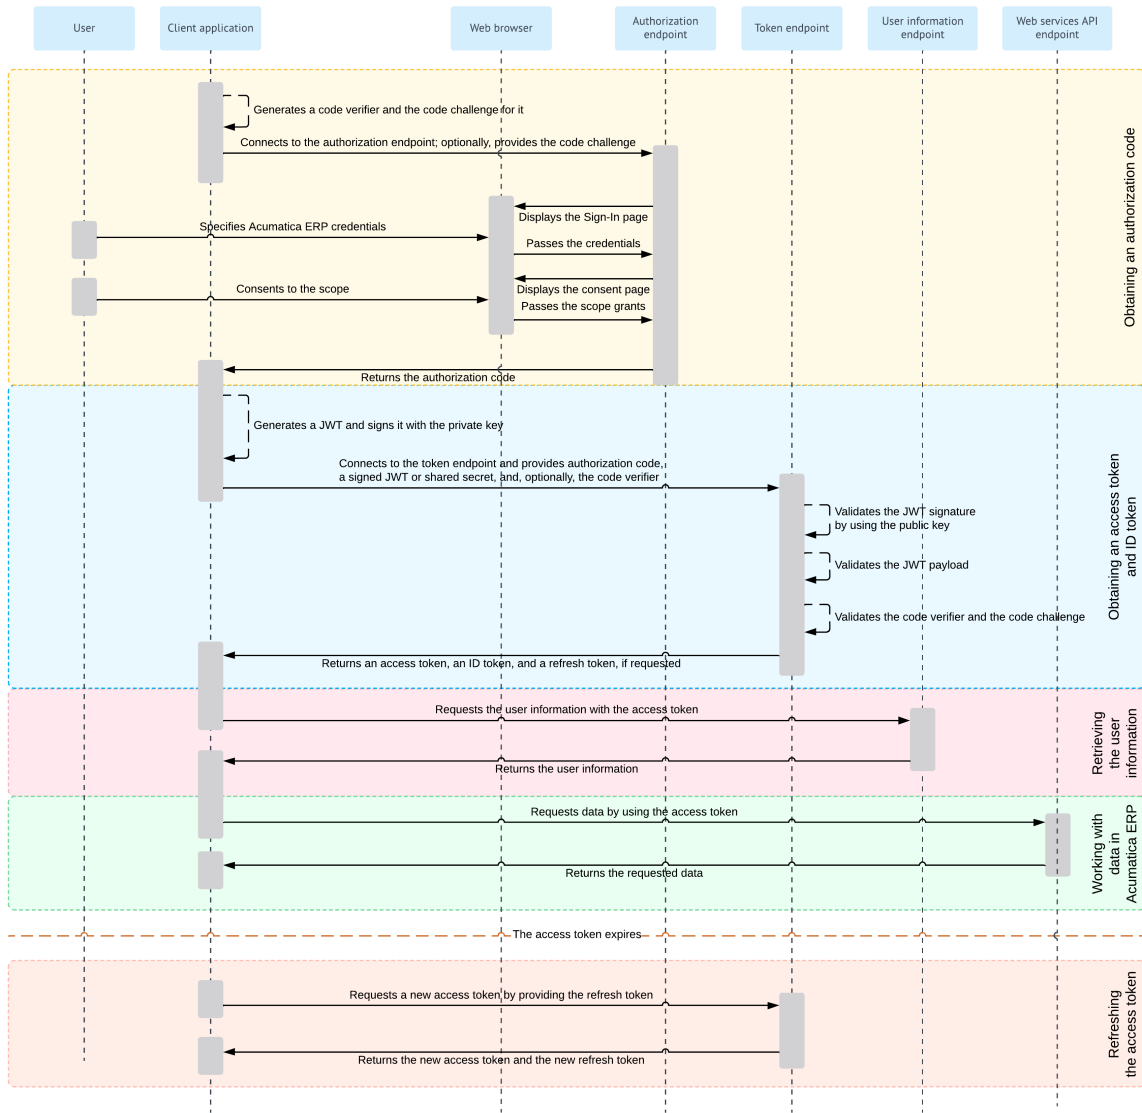 User
Client application
Web browser
Authorization
endpoint
Token endpoint
User information
endpoint
Web services API
endpoint
Generates a code verifier and the code challenge for it
Connects to the authorization endpoint; optionally, provides the code challenge
Displays the Sign-In page
Specifies Acumatica ERP credentials
Passes the credentials
Displays the consent page
Consents to the scope
Passes the scope grants
Returns the authorization code
Obtaining an authorization code
Generates a JWT and signs it with the private key
Connects to the token endpoint and provides authorization code,
a signed JWT or shared secret, and, optionally, the code verifier
Validates the JWT signature
by using the public key
Validates the JWT payload
Validates the code verifier and the code challenge
Returns an access token, an ID token, and a refresh token, if requested
Obtaining an access token
and ID token
Requests the user information with the access token
Returns the user information
Retrieving
the user
information
Requests data by using the access token
Returns the requested data
Working with
data in
Acumatica ERP
The access token expires
Requests a new access token by providing the refresh token
Returns the new access token and the new refresh token
Refreshing
the access token